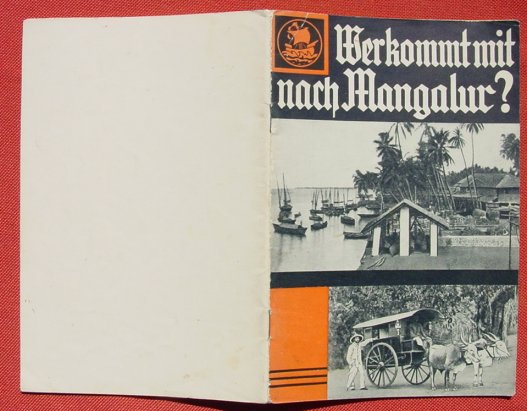 Wer kommt mit
nach Mangalur?